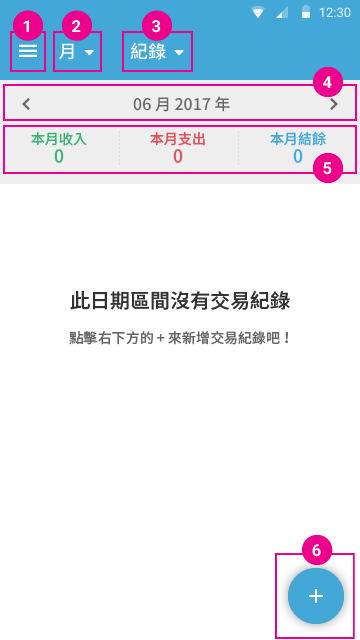 12:30
1 2 3
月 紀錄
4
06 月 2017 年
本月收入 本月支出 本月結餘
0 0 0
5
此日期區間沒有交易紀錄
點擊右下方的 + 來新增交易紀錄吧！
6
+